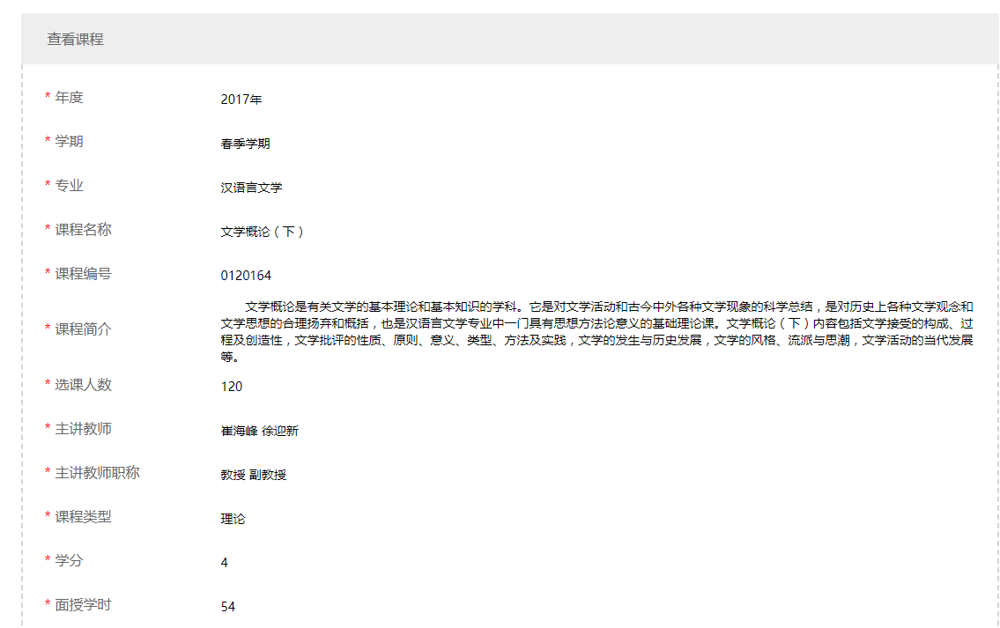 查看课程
* 年度 2017年
* 学期 春季学期
* 专业 汉语言文学
* 课程名称 文学概论（下）
* 课程编号 0120164
文学概论是有关文学的基本理论和基本知识的学科。它是对文学活动和古今中外各种文学现象的科学总结，是对历史上各种文学观念和
文学思想的合理扬弃和概括，也是汉语言文学专业中一门具有思想方法论意义的基础理论课。文学概论（下）内容包括文学接受的构成、过
* 课程简介
程及创造性，文学批评的性质、原则、意义、类型、方法及实践，文学的发生与历史发展，文学的风格、流派与思潮，文学活动的当代发展
等。
* 选课人数 120
* 主讲教师 崔海峰 徐迎新
* 主讲教师职称 教授 副教授
* 课程类型 理论
* 学分 4
* 面授学时 54